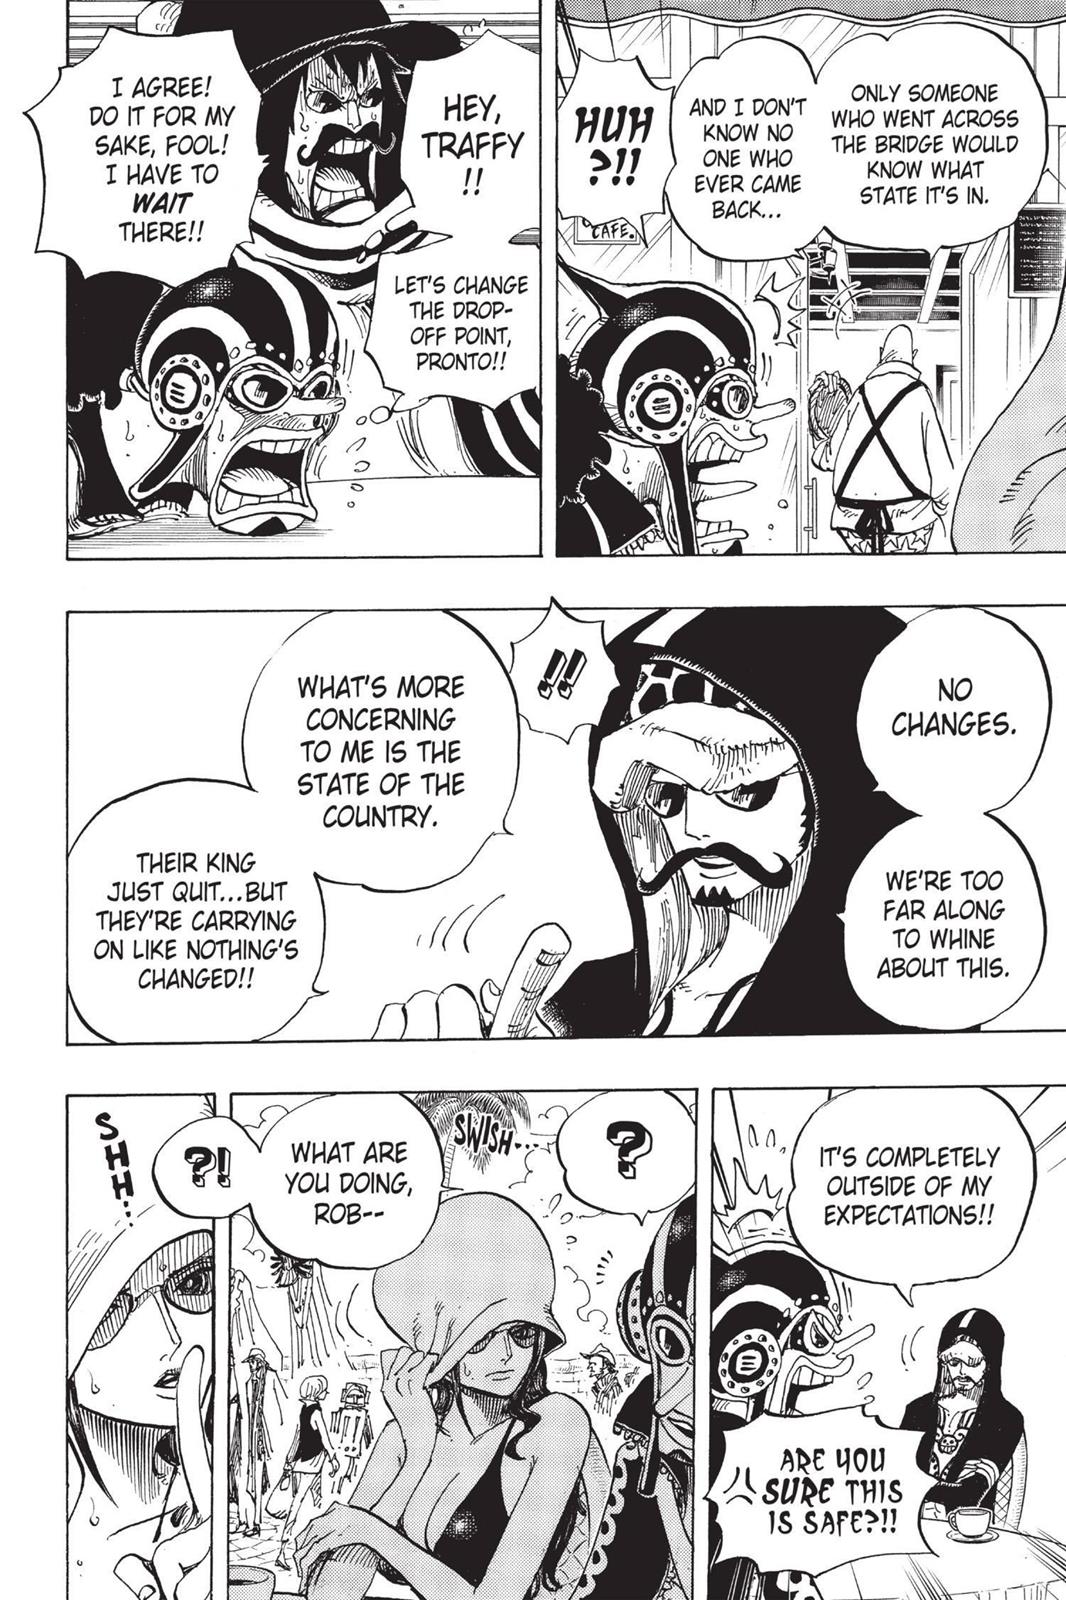 ONLY SOMEONE
WHO WENT ACROSS
THE BRIDGE WOULD
KNOW WHAT
STATE IT'S IN.
AND I DON'T
KNOW NO
ONE WHO
EVER CAME
BACK...
HUH
?!!
CAFE.
HEY,
TRAFFY
!!
LET'S CHANGE
THE DROP-
OFF POINT,
PRONTO!!
I AGREE!
DO IT FOR MY
SAKE, FOOL!
I HAVE TO
WAIT
THERE!!
NO
CHANGES.
WE'RE TOO
FAR ALONG
TO WHINE
ABOUT THIS.
!!
WHAT'S MORE
CONCERNING
TO ME IS THE
STATE OF THE
COUNTRY.
THEIR KING
JUST QUIT...BUT
THEY'RE CARRYING
ON LIKE NOTHING'S
CHANGED!!
IT'S COMPLETELY
OUTSIDE OF MY
EXPECTATIONS!!
ARE YOU
SURE THIS
IS SAFE?!!
?
SWISH...
WHAT ARE
YOU DOING,
ROB--
?!
SHH...